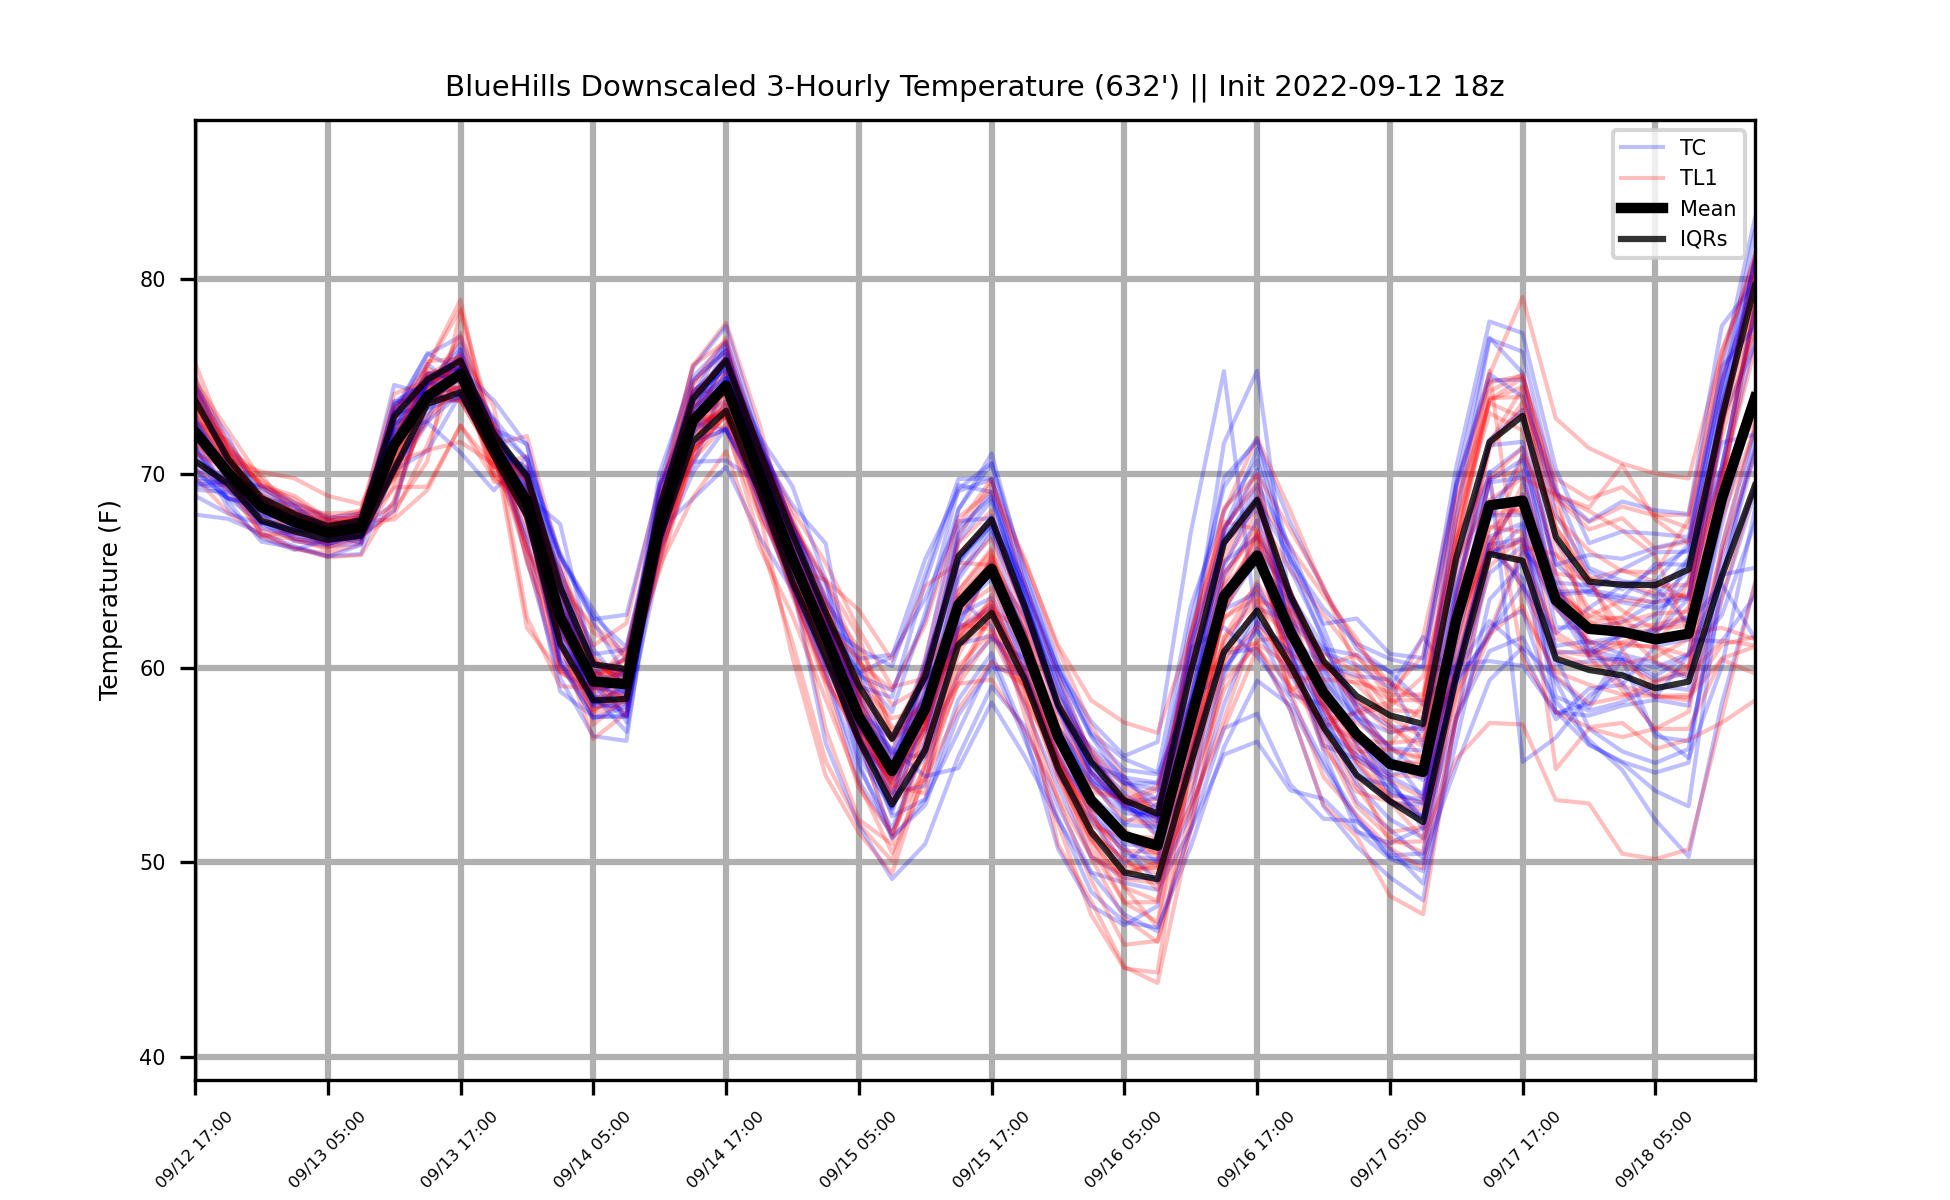 BlueHills Downscaled 3-Hourly Temperature (632') || Init 2022-09-12 18z
TC
TL1
Mean
IQRs
Temperature (F)
80
70
60
50
40
09/12 17:00
09/13 05:00
09/13 17:00
09/14 05:00
09/14 17:00
09/15 05:00
09/15 17:00
09/16 05:00
09/16 17:00
09/17 05:00
09/17 17:00
09/18 05:00